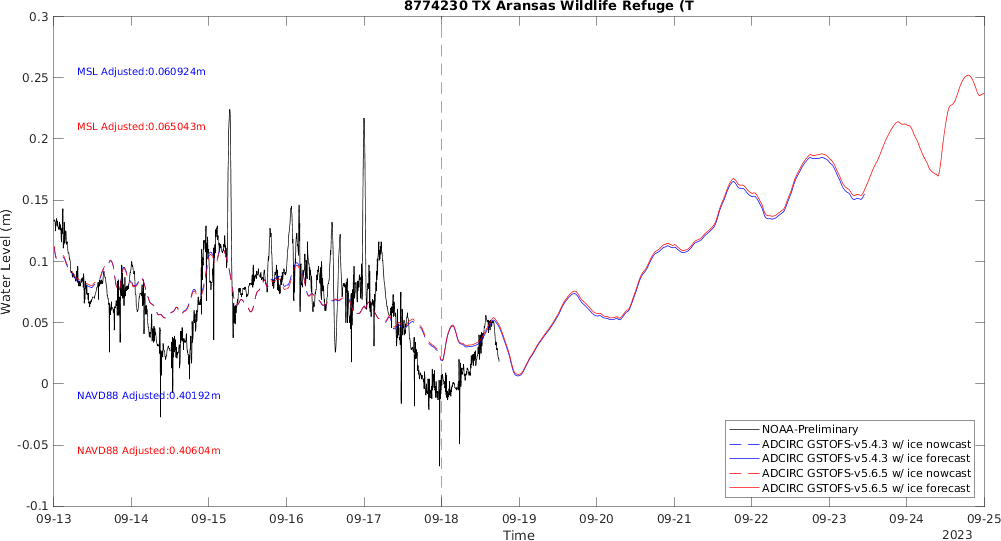 8774230 TX Aransas Wildlife Refuge (T
0.3
0.25
0.2
0.15
0.1
0.05
0
-0.05
-0.1
Water Level (m)
MSL Adjusted:0.060924m
MSL Adjusted:0.065043m
NAVD88 Adjusted:0.40192m
NAVD88 Adjusted:0.40604m
NOAA-Preliminary
ADCIRC GSTOFS-v5.4.3 w/ ice nowcast
ADCIRC GSTOFS-v5.4.3 w/ ice forecast
ADCIRC GSTOFS-v5.6.5 w/ ice nowcast
ADCIRC GSTOFS-v5.6.5 w/ ice forecast
09-13 09-14 09-15 09-16 09-17 09-18 09-19 09-20 09-21 09-22 09-23 09-24 09-25
Time
2023